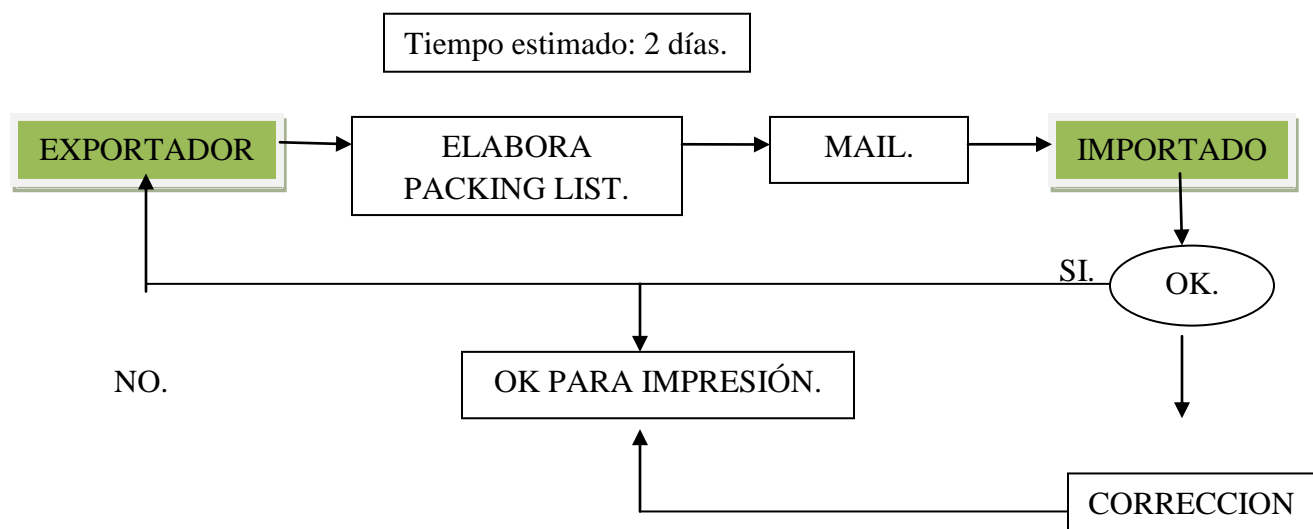 Tiempo estimado: 2 días.
EXPORTADOR
ELABORA
PACKING LIST.
MAIL.
IMPORTADO
SI.
OK.
NO.
OK PARA IMPRESIÓN.
CORRECCION